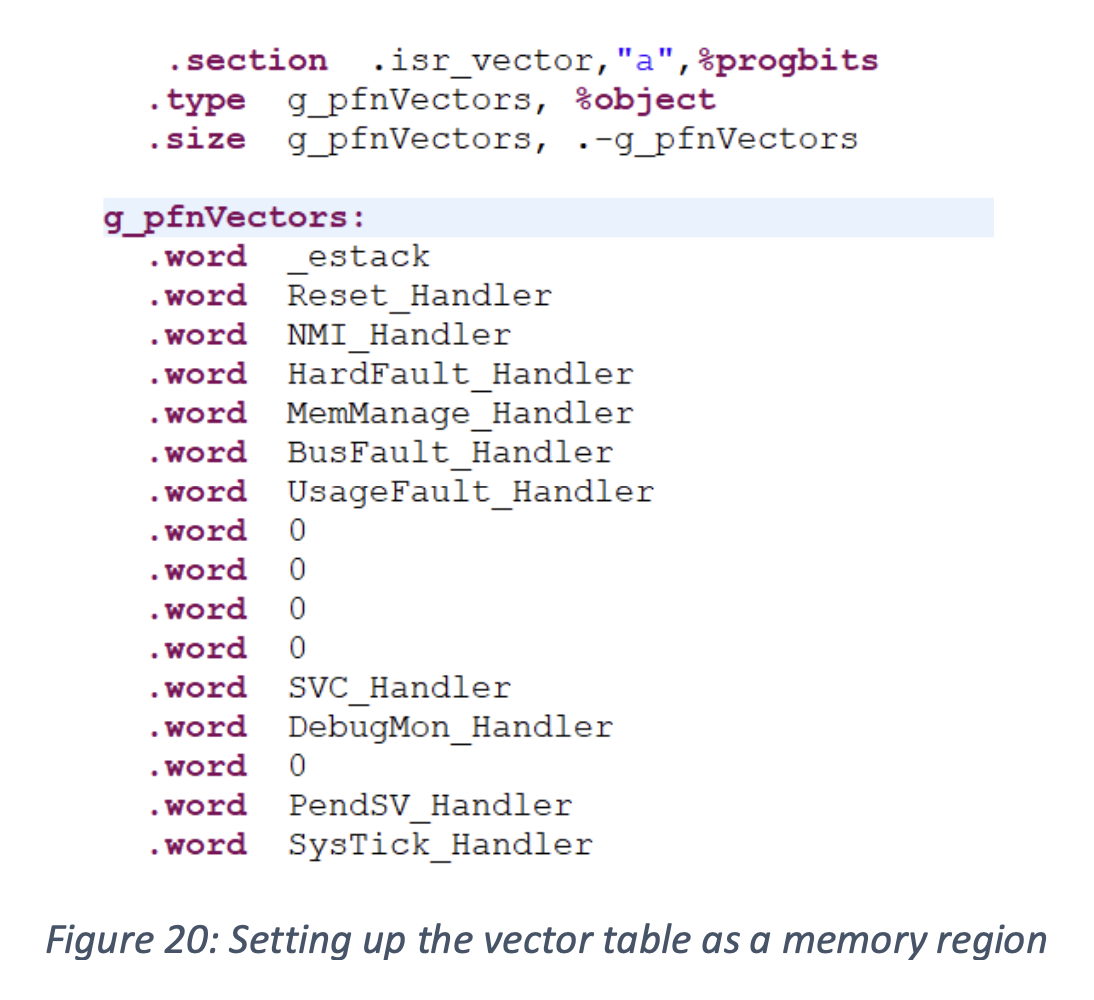 .section .isr_vector,"a",%progbits
.type g_pfnVectors, %object
.size g_pfnVectors, .-g_pfnVectors
g_pfnVectors:
.word _estack
.word Reset_Handler
.word NMI_Handler
.word HardFault_Handler
.word MemManage_Handler
.word BusFault_Handler
.word UsageFault_Handler
.word 0
.word 0
.word 0
.word 0
.word SVC_Handler
.word DebugMon_Handler
.word 0
.word PendSV_Handler
.word SysTick_Handler
Figure 20: Setting up the vector table as a memory region